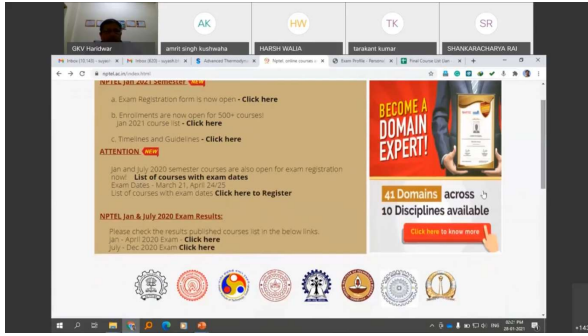 AK
HW
TK
SR
GKV Haridwar
amrit singh kushwaha
HARSH WALIA
tarakant kumar
SHANKARACHARYA RAI
nptel.ac.in/noc/index.html
NPTEL Jan 2021 Semester NEW
a. Exam Registration form is now open - Click here
b. Enrollments are now open for 500+ courses!
Jan 2021 course list - Click here
c. Timelines and Guidelines - Click here
ATTENTION NEW
Jan and July 2020 semester courses are also open for exam registration
now! List of courses with exam dates
Exam Dates - March 21, April 24/25
List of courses with exam dates Click here to Register
NPTEL Jan & July 2020 Exam Results:
Please check the results published courses list in the below links.
Jan - April 2020 Exam - Click here
July - Dec 2020 Exam Click here
BECOME A
DOMAIN
EXPERT!
41 Domains across
10 Disciplines available
Click here to know more
ENG